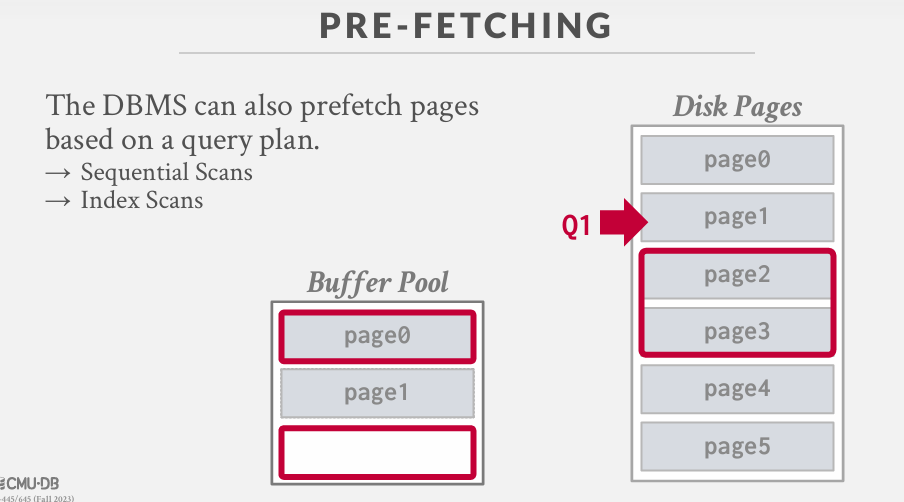 PRE-FETCHING
The DBMS can also prefetch pages
based on a query plan.
→ Sequential Scans
→ Index Scans
Buffer Pool
page0
page1
Disk Pages
page0
Q1
page1
page2
page3
page4
page5
CMU·DB
-445/645 (Fall 2023)